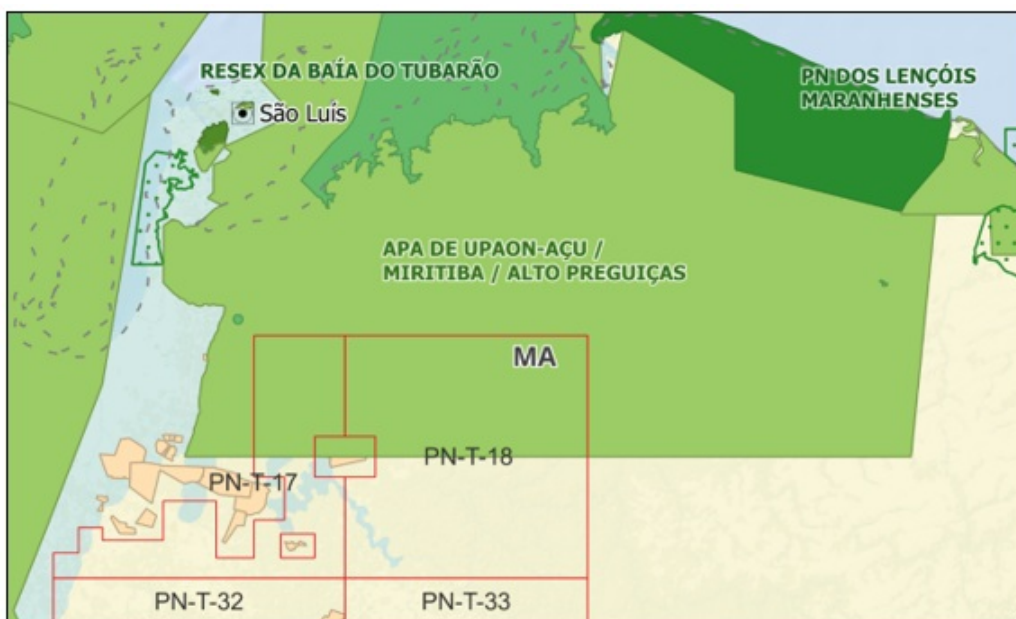 RESEX DA BAÍA DO TUBARÃO
PN DOS LENÇÓIS
MARANHENSES
São Luís
APA DE UPAON-AÇU /
MIRITIBA / ALTO PREGUIÇAS
MA
PN-T-18
PN-T-17
PN-T-32
PN-T-33